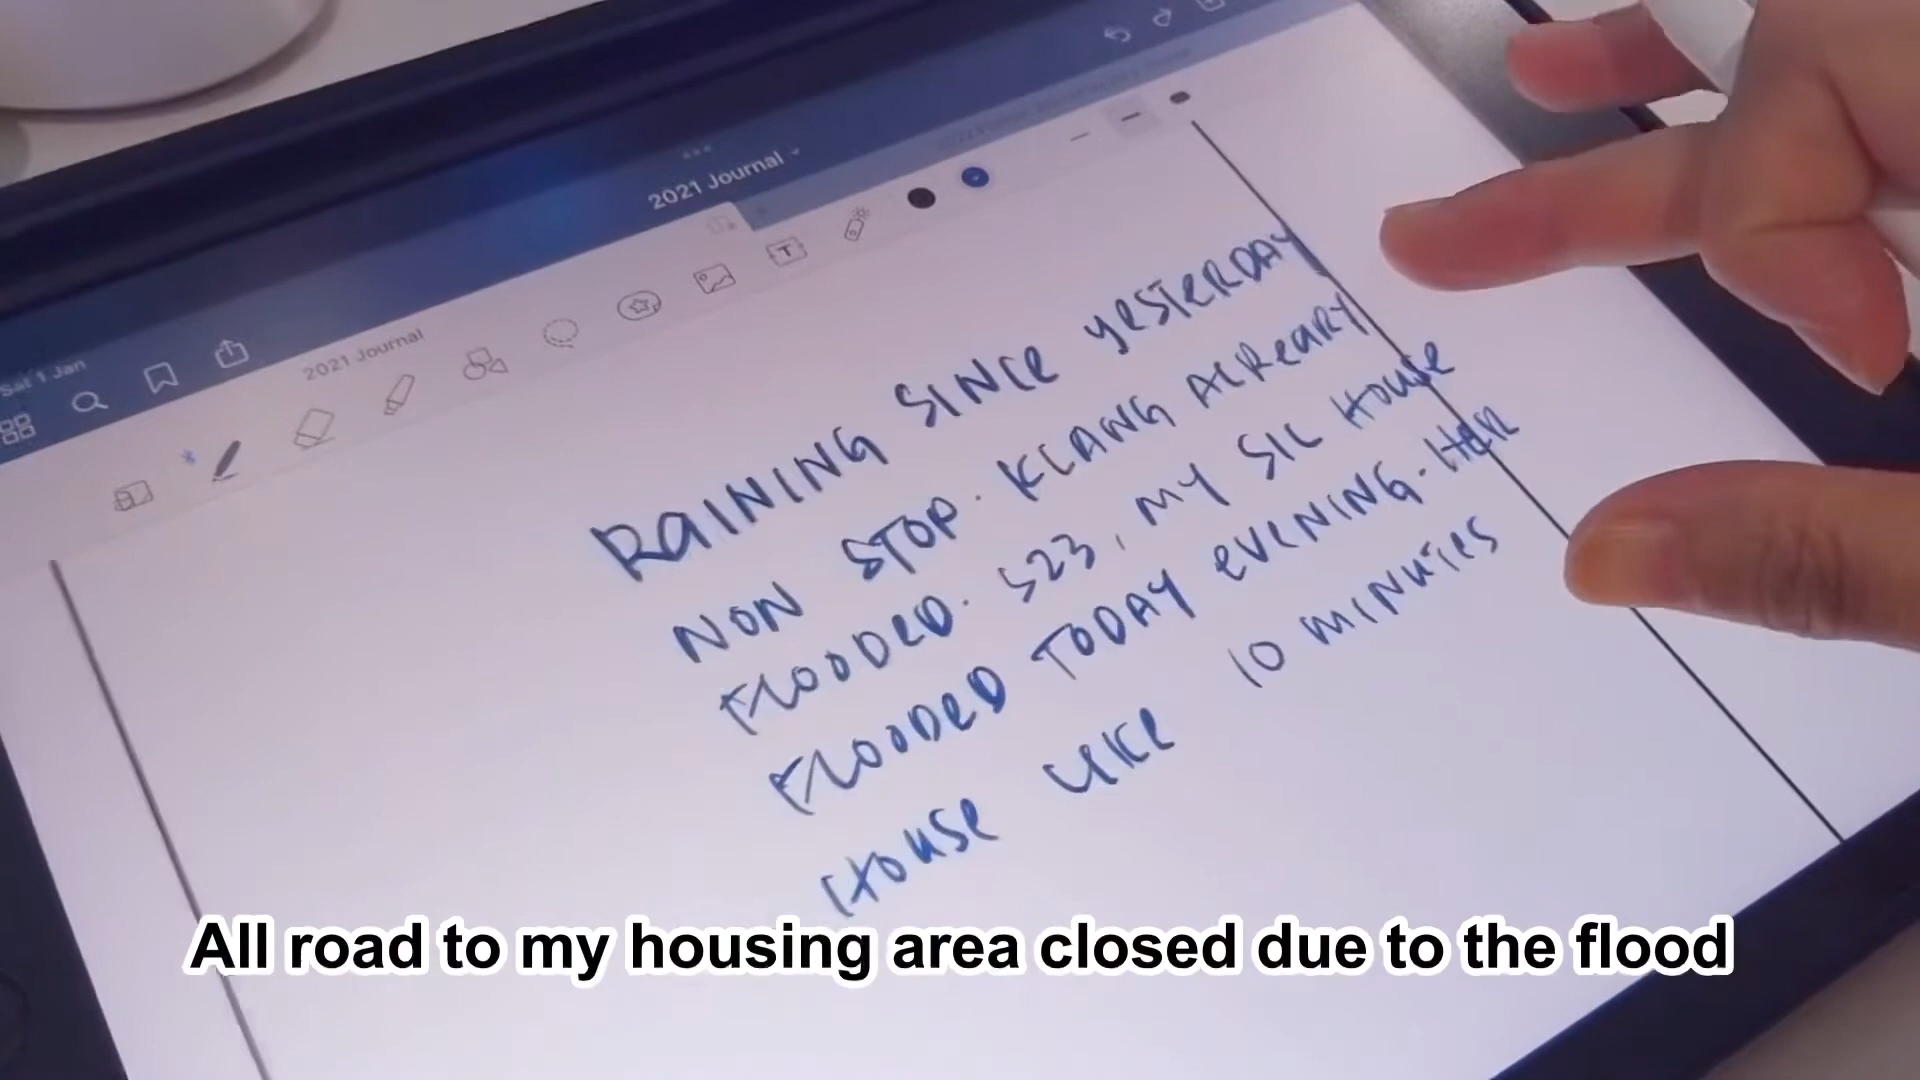 2021 Journal
Sat 1 Jan
2021 Journal
T
RAINING SINCE YESTERDAY
NON STOP. KLANG ALREARY
FLOODED. S23, MY SIL HOUSE
FLOODED TODAY EVENING. HER
HOUSE LIKE 10 MINUTES
All road to my housing area closed due to the flood